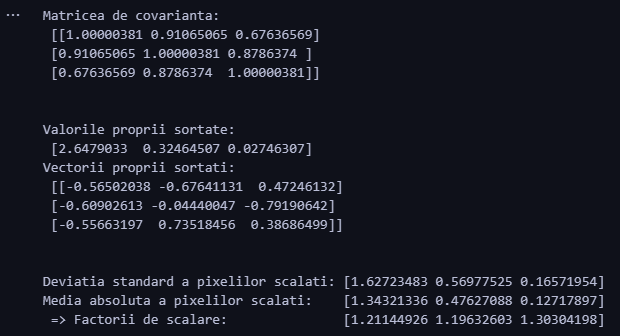 ...
Matricea de covarianta:
[[1.00000381 0.91065065 0.67636569]
[0.91065065 1.00000381 0.8786374 ]
[0.67636569 0.8786374  1.00000381]]
Valorile proprii sortate:
[2.6479033  0.32464507 0.02746307]
Vectorii proprii sortati:
[[-0.56502038 -0.67641131  0.47246132]
[-0.60902613 -0.04440047 -0.79190642]
[-0.55663197  0.73518456  0.38686499]]
Deviatia standard a pixelilor scalati: [1.62723483 0.56977525 0.16571954]
Media absoluta a pixelilor scalati:    [1.34321336 0.47627088 0.12717897]
=> Factorii de scalare:               [1.21144926 1.19632603 1.30304198]